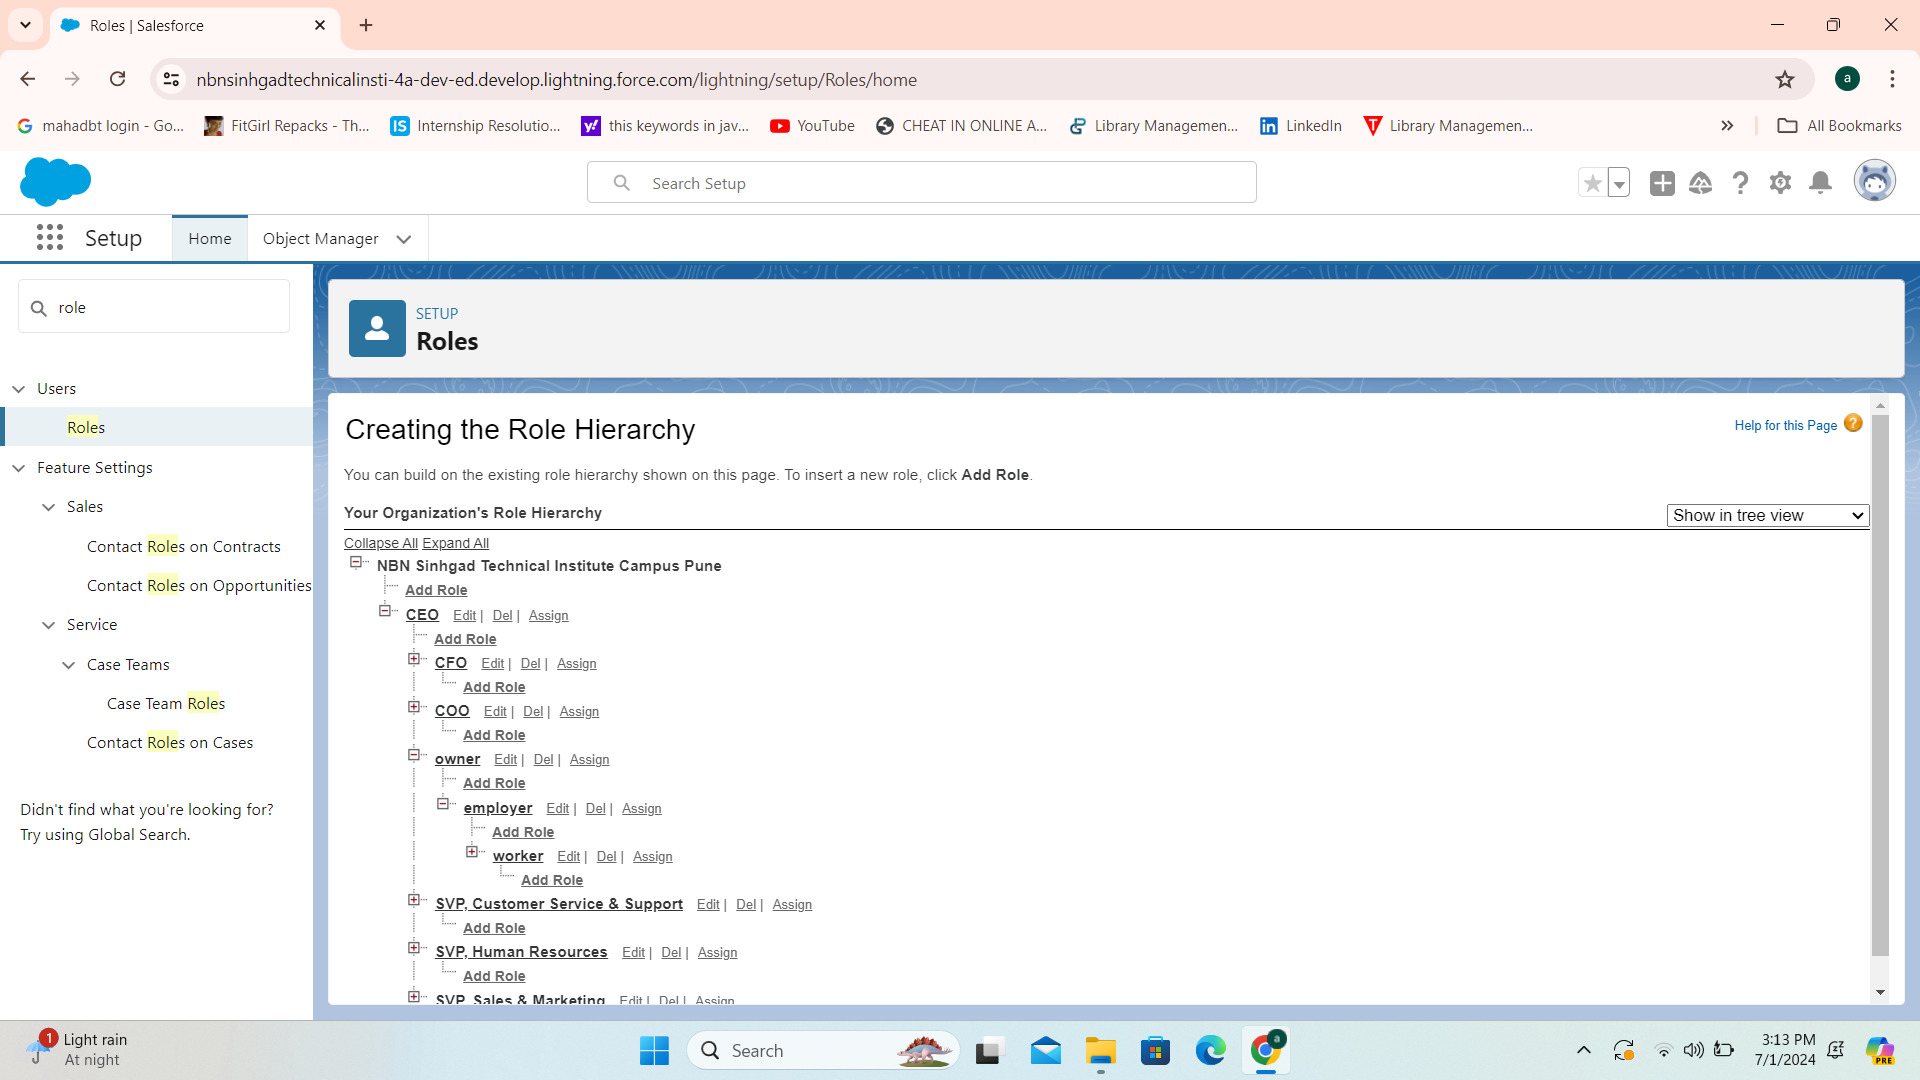 Roles | Salesforce
nbnsinhgadtechnicalinsti-4a-dev-ed.develop.lightning.force.com/lightning/setup/Roles/home
a
mahadbt login - Go... FitGirl Repacks - Th... Internship Resolutio... this keywords in jav... YouTube CHEAT IN ONLINE A... Library Managemen... LinkedIn Library Managemen... » All Bookmarks
Search Setup
Setup Home Object Manager
role
Users
Roles
Feature Settings
Sales
Contact Roles on Contracts
Contact Roles on Opportunities
Service
Case Teams
Case Team Roles
Contact Roles on Cases
Didn't find what you're looking for?
Try using Global Search.
SETUP
Roles
Creating the Role Hierarchy
Help for this Page ?
You can build on the existing role hierarchy shown on this page. To insert a new role, click Add Role.
Your Organization's Role Hierarchy
Show in tree view
Collapse All Expand All
NBN Sinhgad Technical Institute Campus Pune
Add Role
CEO Edit | Del | Assign
Add Role
CFO Edit | Del | Assign
Add Role
COO Edit | Del | Assign
Add Role
owner Edit | Del | Assign
Add Role
employer Edit | Del | Assign
Add Role
worker Edit | Del | Assign
Add Role
SVP, Customer Service & Support Edit | Del | Assign
Add Role
SVP, Human Resources Edit | Del | Assign
Add Role
SVP, Sales & Marketing Edit | Del | Assign
1
Light rain
At night
Search
a
3:13 PM
7/1/2024
PRE